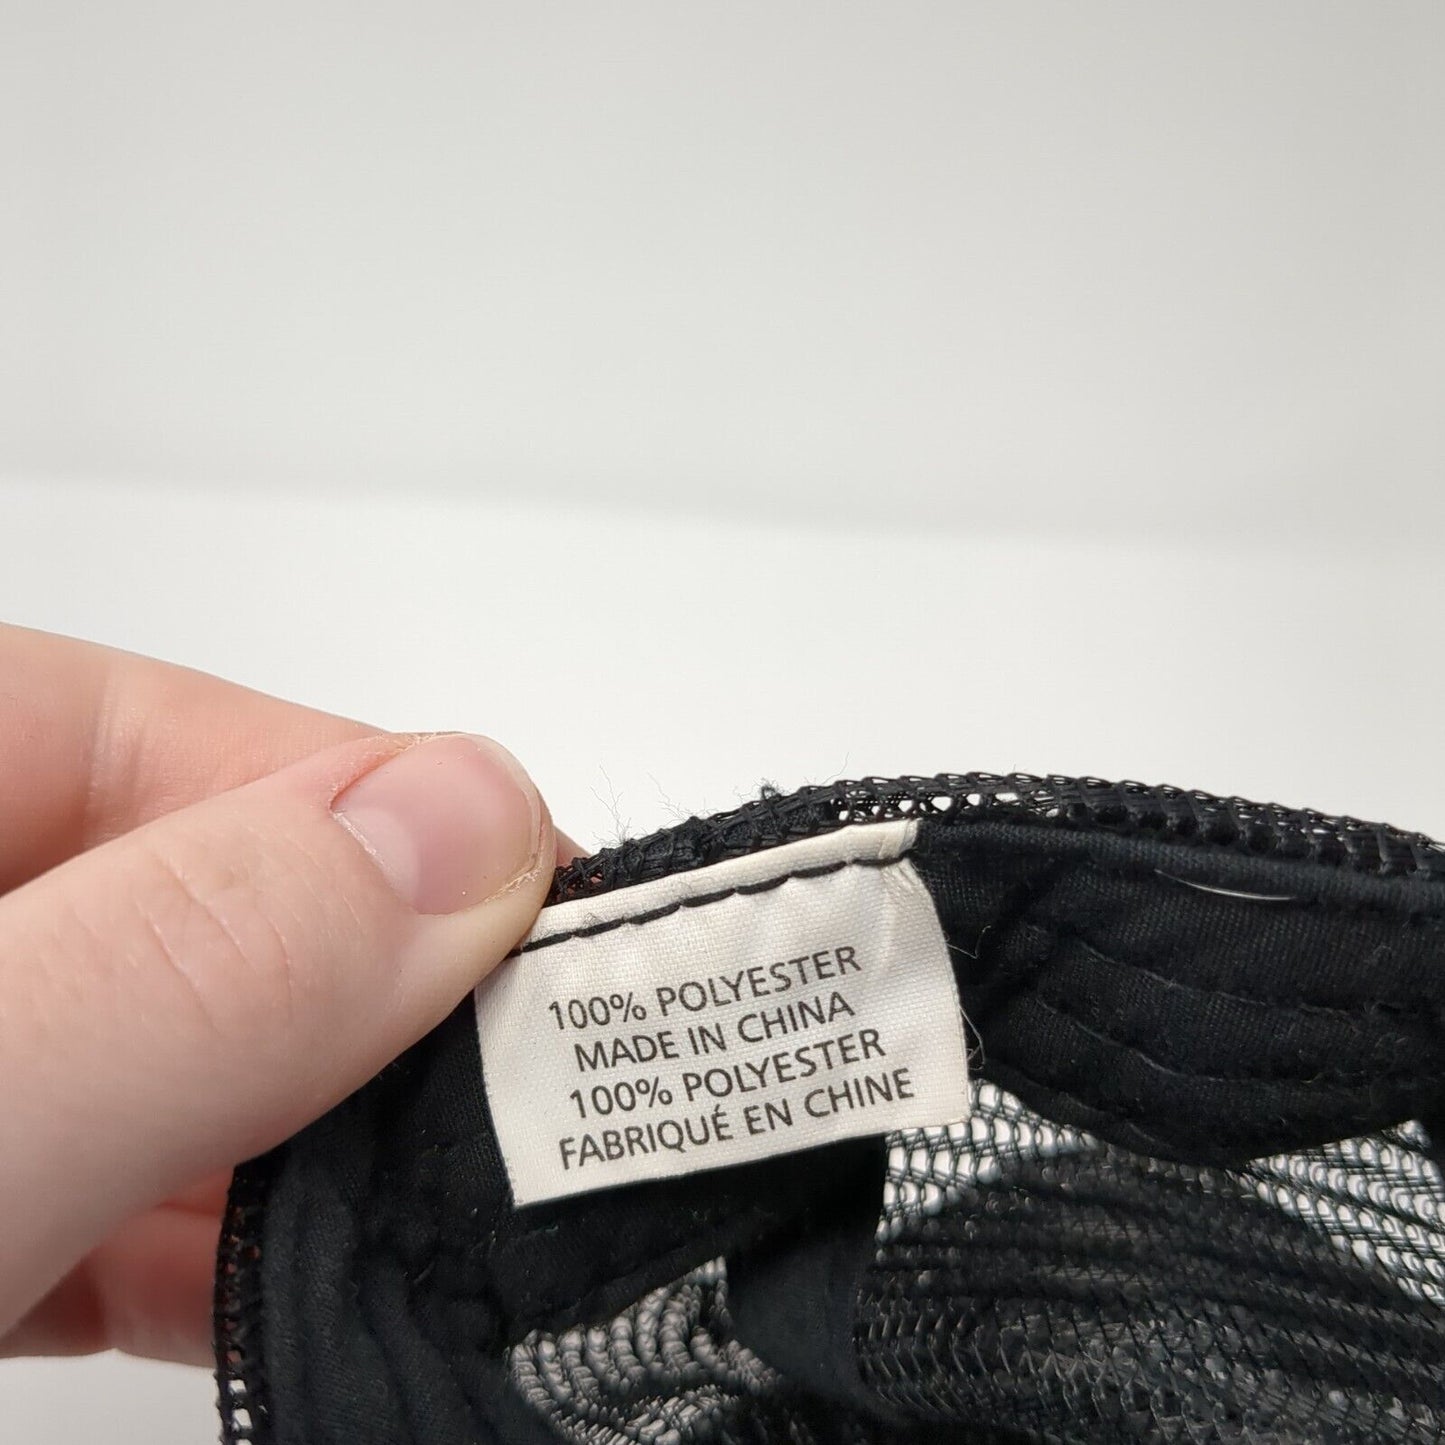 100% POLYESTER
MADE IN CHINA
100% POLYESTER
FABRIQUÉ EN CHINE